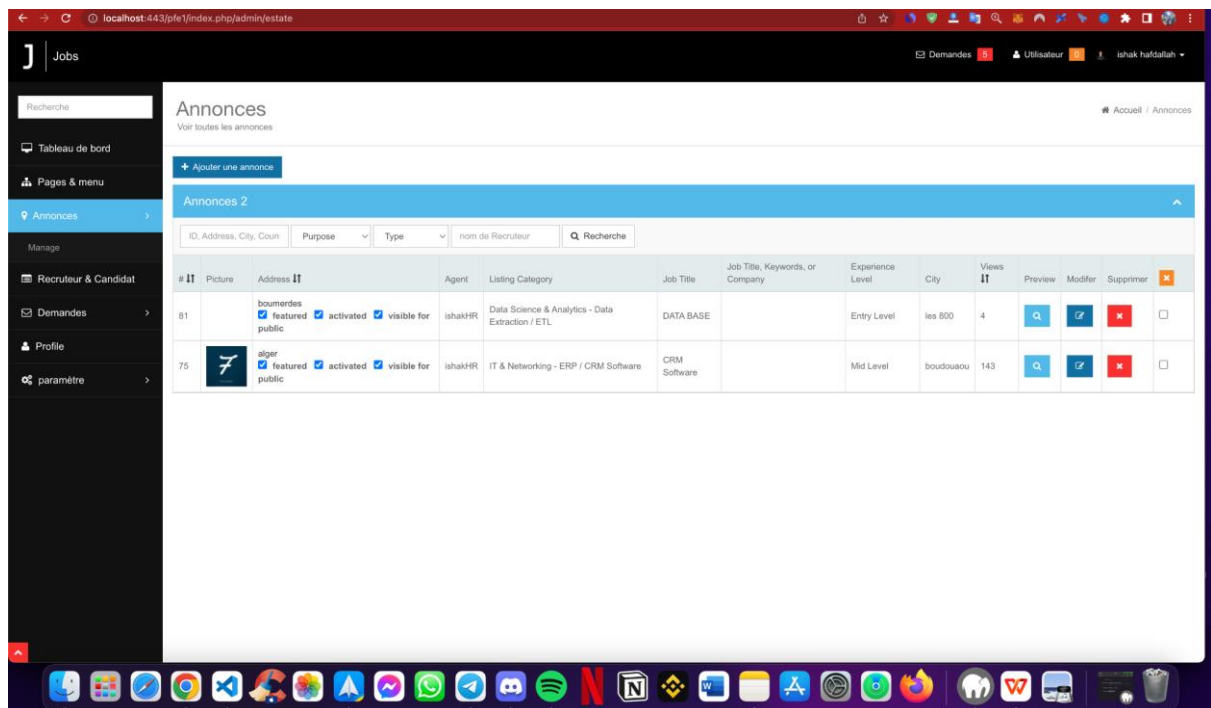 localhost:443/pfe1/index.php/admin/estate
J Jobs
Demandes 5 Utilisateur 0 ishak hafdallah
Recherche
Tableau de bord
Pages & menu
Annonces
Manage
Recruteur & Candidat
Demandes
Profile
paramètre
Annonces
Voir toutes les annonces
Accueil / Annonces
+ Ajouter une annonce
Annonces 2
ID, Address, City, Coun Purpose Type nom de Recruteur Recherche
# Picture Address Agent Listing Category Job Title Job Title, Keywords, or Company Experience Level City Views Preview Modifer Supprimer
81 boumerdes featured activated visible for public ishakHR Data Science & Analytics - Data Extraction / ETL DATA BASE Entry Level les 800 4
75 alger featured activated visible for public ishakHR IT & Networking - ERP / CRM Software CRM Software Mid Level boudouaou 143